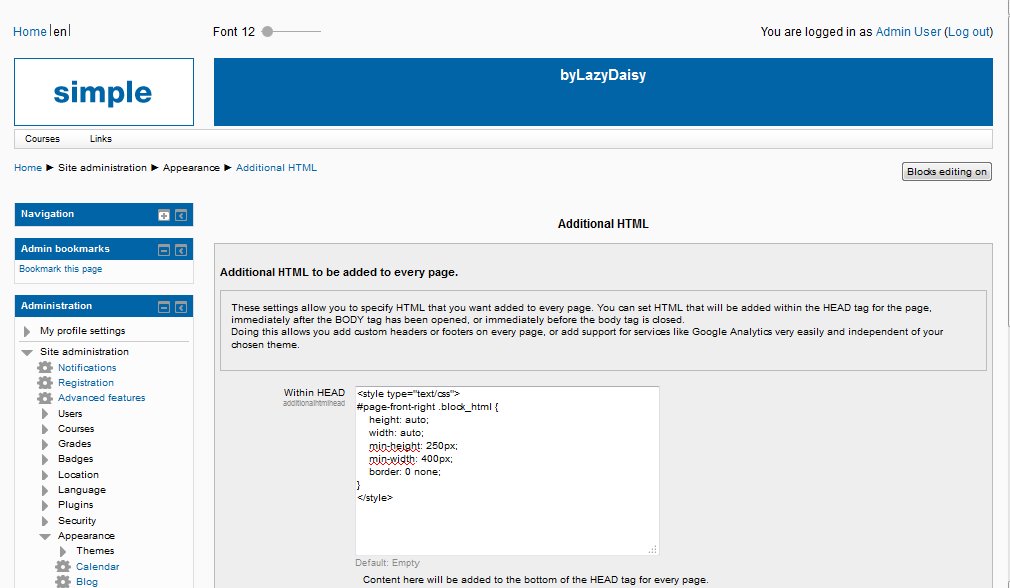 Home en
Font 12
You are logged in as Admin User (Log out)
simple
byLazyDaisy
Courses Links
Home ► Site administration ► Appearance ► Additional HTML
Blocks editing on
Navigation
Admin bookmarks
Bookmark this page
Administration
My profile settings
Site administration
Notifications
Registration
Advanced features
Users
Courses
Grades
Badges
Location
Language
Plugins
Security
Appearance
Themes
Calendar
Blog
Additional HTML
Additional HTML to be added to every page.
These settings allow you to specify HTML that you want added to every page. You can set HTML that will be added within the HEAD tag for the page,
immediately after the BODY tag has been opened, or immediately before the body tag is closed.
Doing this allows you add custom headers or footers on every page, or add support for services like Google Analytics very easily and independent of your
chosen theme.
Within HEAD
additionalhtmlhead
<style type="text/css">
#page-front-right .block_html {
height: auto;
width: auto;
min-height: 250px;
min-width: 400px;
border: 0 none;
}
</style>
Default: Empty
Content here will be added to the bottom of the HEAD tag for every page.